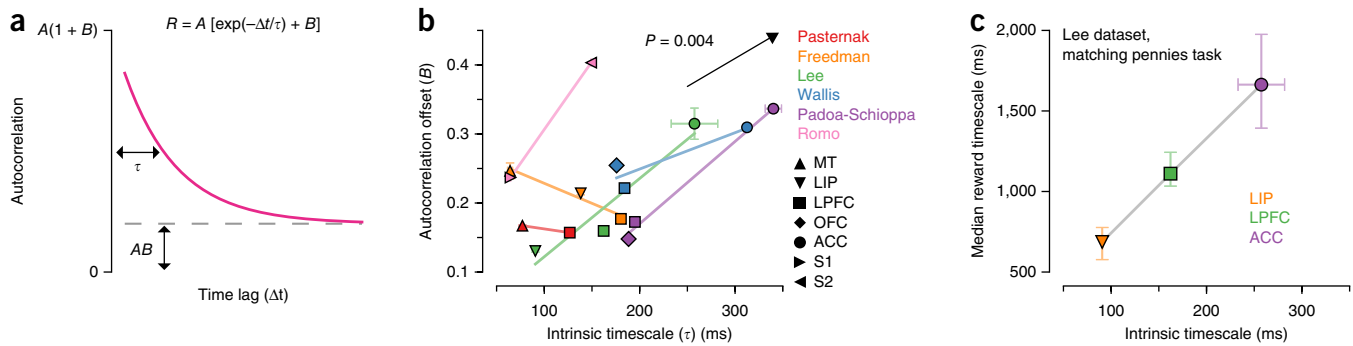 a
R = A [exp(−Δt/τ) + B]
A(1 + B)
Autocorrelation
τ
AB
0
Time lag (Δt)
b
P = 0.004
Autocorrelation offset (B)
0.4
0.3
0.2
0.1
100
200
300
Intrinsic timescale (τ) (ms)
Pasternak
Freedman
Lee
Wallis
Padoa-Schioppa
Romo
MT
LIP
LPFC
OFC
ACC
S1
S2
c
Lee dataset,
matching pennies task
Median reward timescale (ms)
2,000
1,500
1,000
500
100
200
300
Intrinsic timescale (ms)
LIP
LPFC
ACC